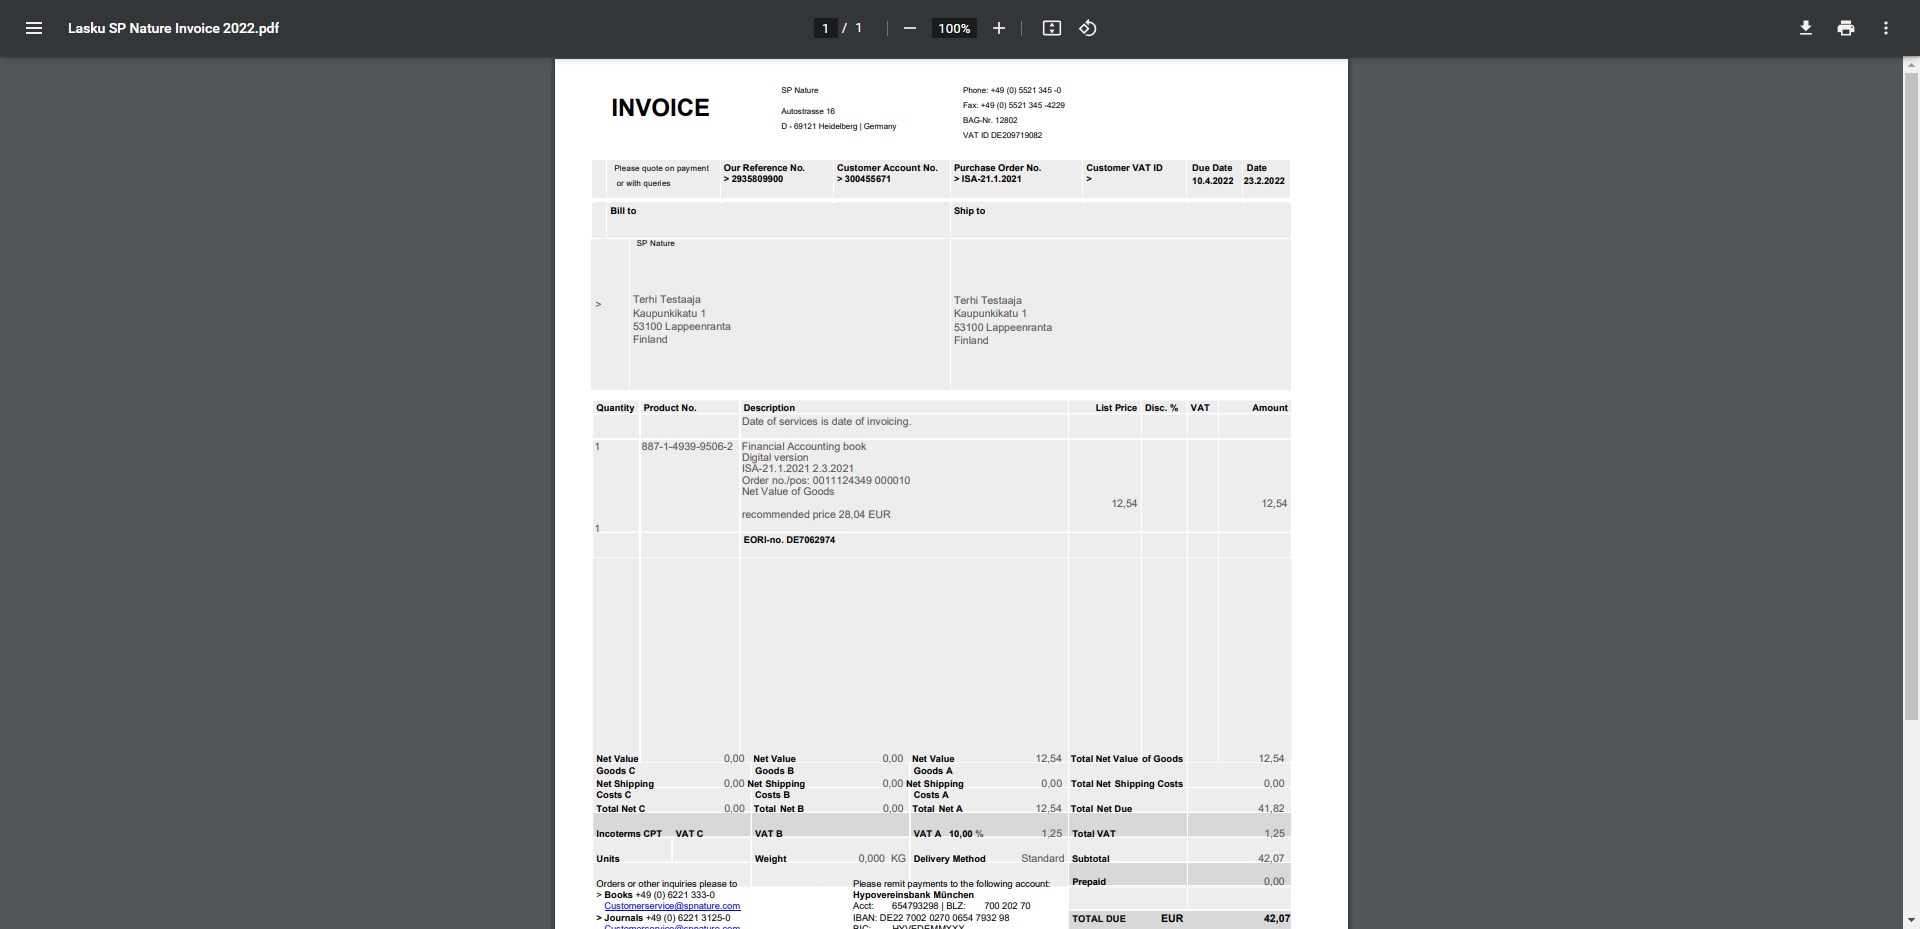 Lasku SP Nature Invoice 2022.pdf
1 / 1
100%
INVOICE
SP Nature
Autostrasse 16
D - 69121 Heidelberg | Germany
Phone: +49 (0) 5521 345 -0
Fax: +49 (0) 5521 345 -4229
BAG-Nr. 12802
VAT ID DE209719082
Please quote on payment
or with queries
Our Reference No.
> 2935809900
Customer Account No.
> 300455671
Purchase Order No.
> ISA-21.1.2021
Customer VAT ID
>
Due Date
10.4.2022
Date
23.2.2022
Bill to
Ship to
SP Nature
>
Terhi Testaaja
Kaupunkikatu 1
53100 Lappeenranta
Finland
Terhi Testaaja
Kaupunkikatu 1
53100 Lappeenranta
Finland
Quantity Product No. Description List Price Disc. % VAT Amount
Date of services is date of invoicing.
1 887-1-4939-9506-2 Financial Accounting book
Digital version
ISA-21.1.2021 2.3.2021
Order no./pos: 0011124349 000010
Net Value of Goods
12,54 12,54
recommended price 28,04 EUR
1
EORI-no. DE7062974
Net Value 0,00 Net Value 0,00 Net Value 12,54 Total Net Value of Goods 12,54
Goods C Goods B Goods A
Net Shipping 0,00 Net Shipping 0,00 Net Shipping 0,00 Total Net Shipping Costs 0,00
Costs C Costs B Costs A
Total Net C 0,00 Total Net B 0,00 Total Net A 12,54 Total Net Due 41,82
Incoterms CPT VAT C VAT B VAT A 10,00 % 1,25 Total VAT 1,25
Units Weight 0,000 KG Delivery Method Standard Subtotal 42,07
Prepaid 0,00
Orders or other inquiries please to
> Books +49 (0) 6221 333-0
Customerservice@spnature.com
> Journals +49 (0) 6221 3125-0
Customerservice@spnature.com
Please remit payments to the following account:
Hypovereinsbank München
Acct: 654793298 | BLZ: 700 202 70
IBAN: DE22 7002 0270 0654 7932 98
BIC: HYVEDEMMXXX
TOTAL DUE EUR 42,07